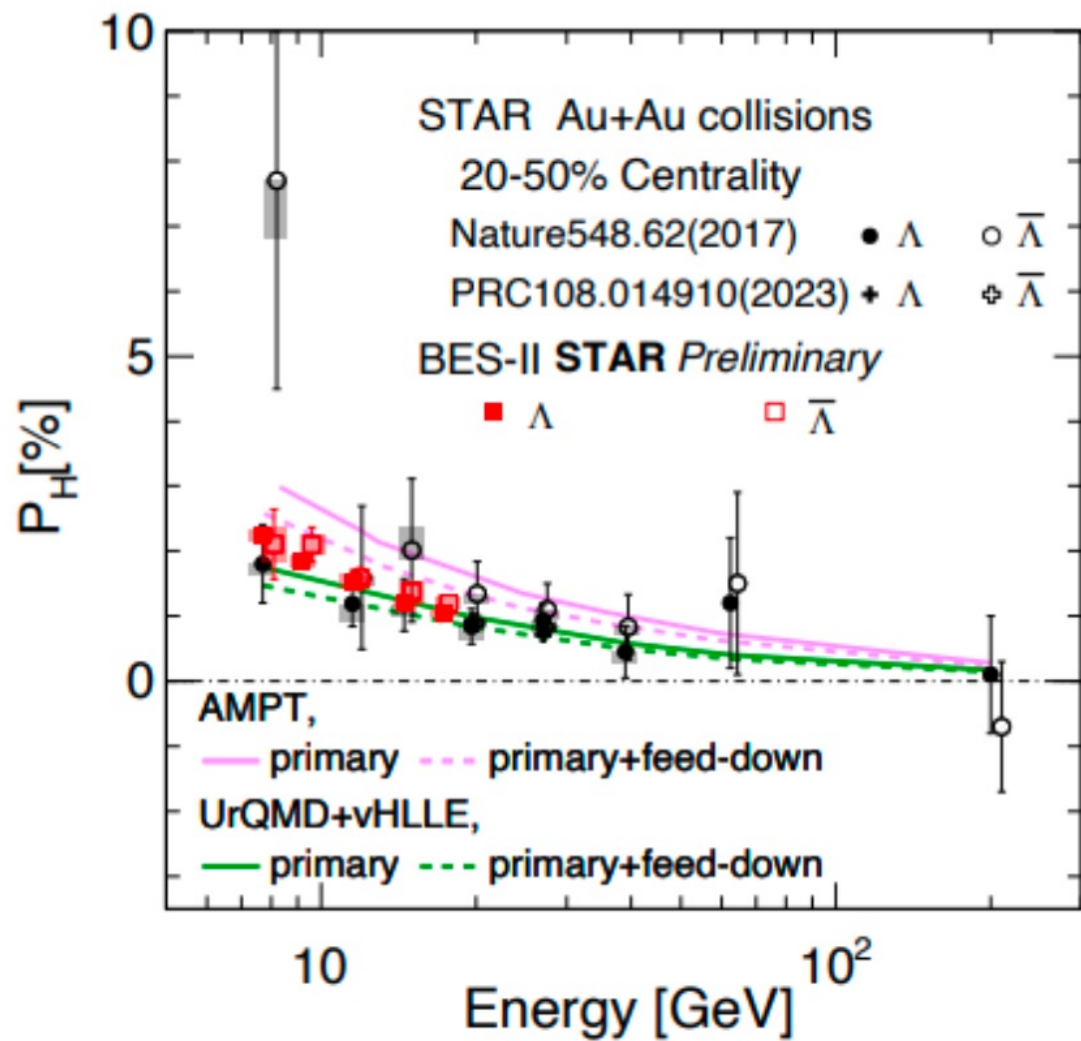 10
STAR Au+Au collisions
20-50% Centrality
Nature548.62(2017) Λ Λ̅
PRC108.014910(2023) Λ Λ̅
5
BES-II STAR Preliminary
Λ Λ̅
P_H[%]
0
AMPT,
primary primary+feed-down
UrQMD+vHLLE,
primary primary+feed-down
10 10²
Energy [GeV]